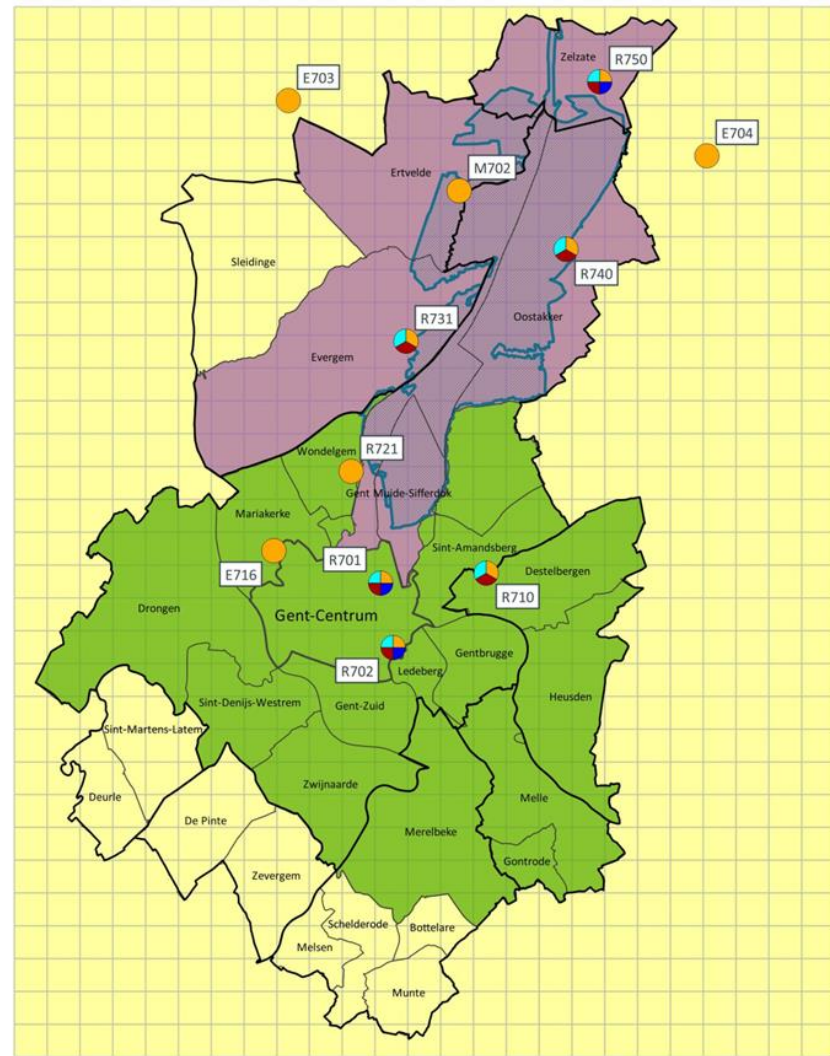 Zelzate
R750
E703
E704
Ertvelde
M702
Sleidinge
R740
R731
Oostakker
Evergem
Wondelgem
R721
Gent Muide-Sifferdok
Mariakerke
Sint-Amandsberg
R701
Destelbergen
E716
R710
Drongen
Gent-Centrum
Gentbrugge
R702
Ledeberg
Heusden
Sint-Denijs-Westrem
Gent-Zuid
Sint-Martens-Latem
Zwijnaarde
Deurle
Melle
De Pinte
Merelbeke
Gontrode
Zevergem
Schelderode
Bottelare
Melsen
Munte